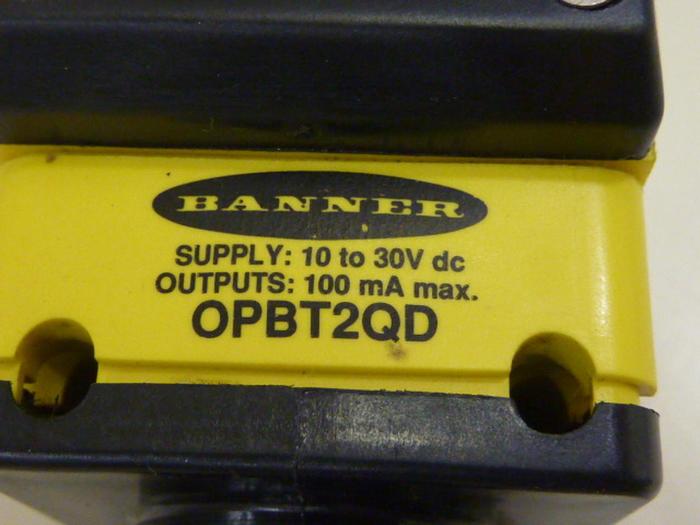 BANNER
SUPPLY: 10 to 30V dc
OUTPUTS: 100 mA max.
OPBT2QD